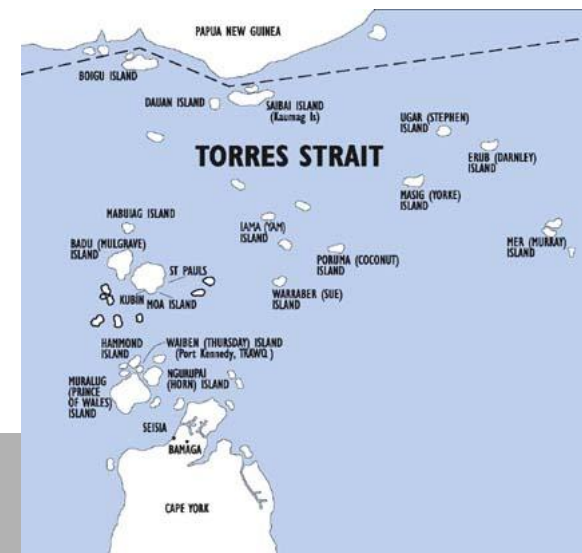 PAPUA NEW GUINEA
BOIGU ISLAND
DAUAN ISLAND
SAIBAI ISLAND
(Kaumag Is)
UGAR (STEPHEN)
ISLAND
TORRES STRAIT
ERUB (DARNLEY)
ISLAND
MASIG (YORKE)
ISLAND
MABUIAG ISLAND
IAMA (YAM)
ISLAND
BADU (MULGRAVE)
ISLAND
MER (MURRAY)
ISLAND
PORUMA (COCONUT)
ISLAND
ST PAULS
WARRABER (SUE)
ISLAND
KUBIN
MOA ISLAND
HAMMOND
ISLAND
WAIBEN (THURSDAY) ISLAND
(Port Kennedy, TRAWQ )
NGURUPAI
(HORN) ISLAND
MURALUG
(PRINCE
OF WALES)
ISLAND
SEISIA
BAMAGA
CAPE YORK